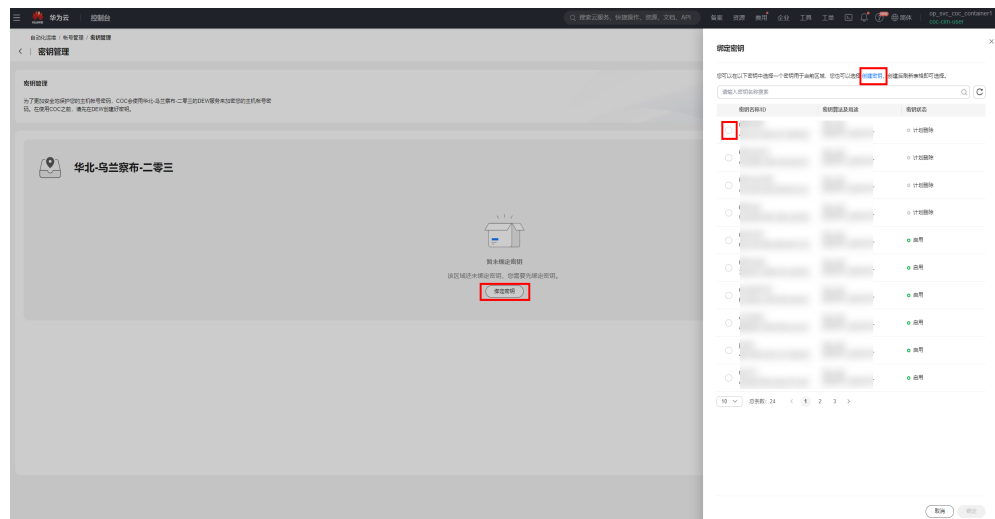 华为云 控制台 搜索云服务、快捷操作、资源、文档、API 备案 资源 费用 企业 工具 工单 简体 op_svc_coc_container1
coc-cim-user
自动化运维 / 帐号管理 / 密钥管理
密钥管理
密钥管理
为了更加安全地保护您的主机帐号密码，COC会使用华北-乌兰察布-二零三的DEW服务来加密您的主机帐号密
码。在使用COC之前，请先在DEW创建好密钥。
华北-乌兰察布-二零三
暂未绑定密钥
该区域还未绑定密钥，您需要先绑定密钥。
绑定密钥
绑定密钥
您可以在以下密钥中选择一个密钥用于当前区域，您也可以选择 创建密钥，创建后刷新表格即可选择。
请输入密钥名称搜索
密钥名称/ID 密钥算法及用途 密钥状态
计划删除
计划删除
计划删除
计划删除
启用
启用
启用
启用
启用
启用
10 总条数: 24 < 1 2 3 >
取消 确定